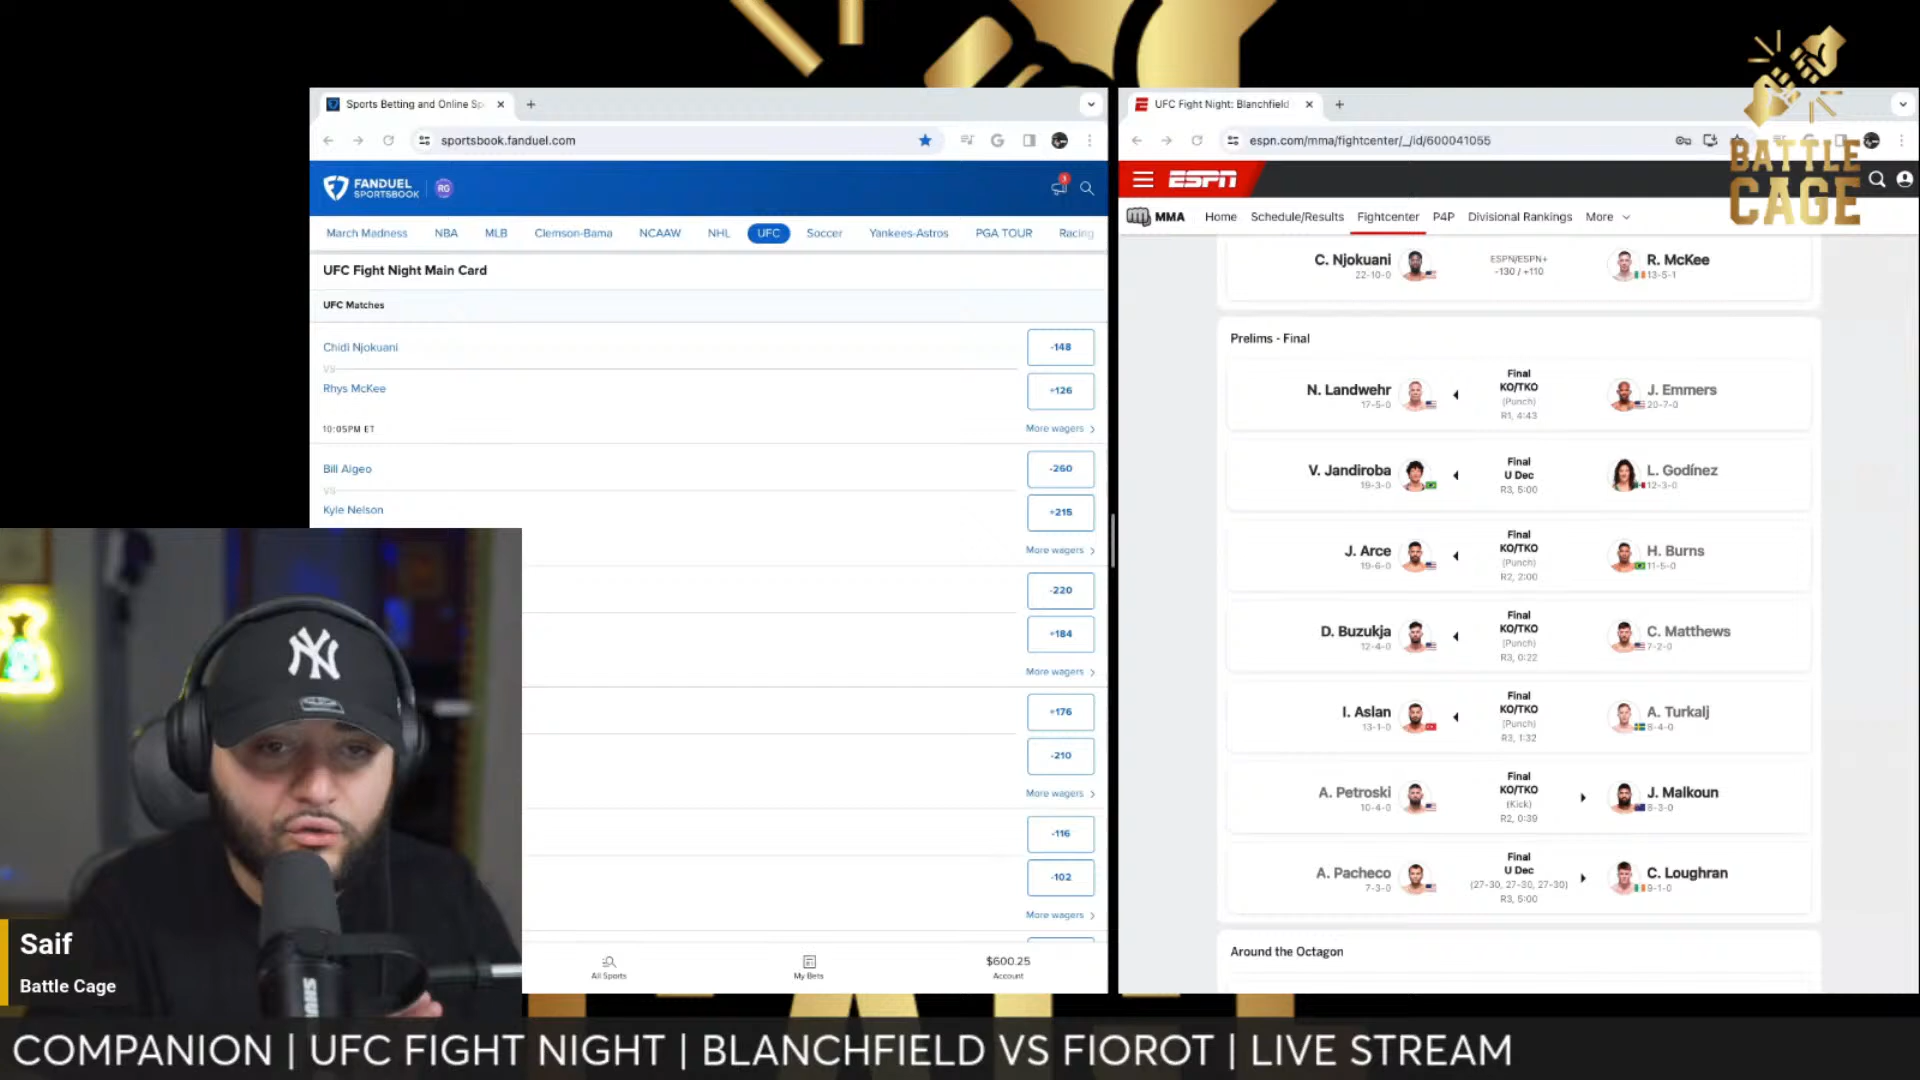 Sports Betting and Online Sp
sportsbook.fanduel.com
FANDUEL
SPORTSBOOK
RG
3
March Madness NBA MLB Clemson-Bama NCAAW NHL UFC Soccer Yankees-Astros PGA TOUR Racing
UFC Fight Night Main Card
UFC Matches
Chidi Njokuani
-148
VS
Rhys McKee
+126
10:05PM ET
More wagers
Bill Algeo
-260
VS
Kyle Nelson
+215
More wagers
-220
+184
More wagers
+176
-210
More wagers
-116
-102
More wagers
All Sports
My Bets
$600.25
Account
UFC Fight Night: Blanchfield
espn.com/mma/fightcenter/_/id/600041055
ESPN
MMA Home Schedule/Results Fightcenter P4P Divisional Rankings More
C. Njokuani
22-10-0
ESPN/ESPN+
-130 / +110
R. McKee
13-5-1
Prelims - Final
N. Landwehr
17-5-0
Final
KO/TKO
(Punch)
R1, 4:43
J. Emmers
20-7-0
V. Jandiroba
19-3-0
Final
U Dec
R3, 5:00
L. Godínez
12-3-0
J. Arce
19-6-0
Final
KO/TKO
(Punch)
R2, 2:00
H. Burns
11-5-0
D. Buzukja
12-4-0
Final
KO/TKO
(Punch)
R3, 0:22
C. Matthews
7-2-0
I. Aslan
13-1-0
Final
KO/TKO
(Punch)
R3, 1:32
A. Turkalj
8-4-0
A. Petroski
10-4-0
Final
KO/TKO
(Kick)
R2, 0:39
J. Malkoun
8-3-0
A. Pacheco
7-3-0
Final
U Dec
(27-30, 27-30, 27-30)
R3, 5:00
C. Loughran
9-1-0
Around the Octagon
BATTLE
CAGE
NY
SHU
Saif
Battle Cage
COMPANION | UFC FIGHT NIGHT | BLANCHFIELD VS FIOROT | LIVE STREAM